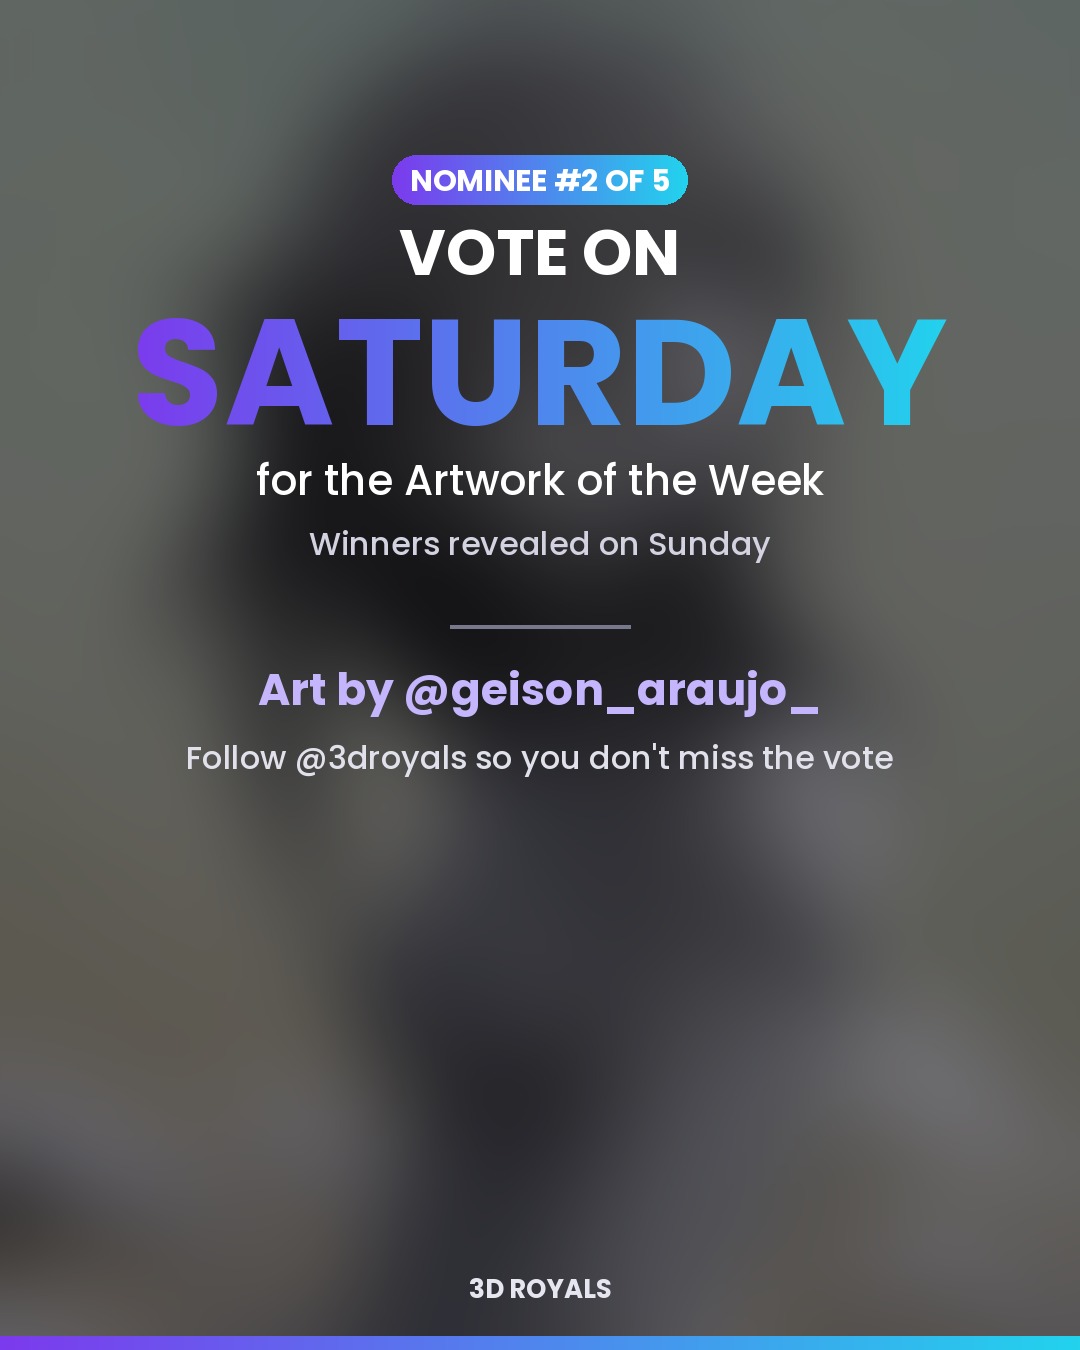 NOMINEE #2 OF 5
VOTE ON
SATURDAY
for the Artwork of the Week
Winners revealed on Sunday
Art by @geison_araujo_
Follow @3droyals so you don't miss the vote
3D ROYALS